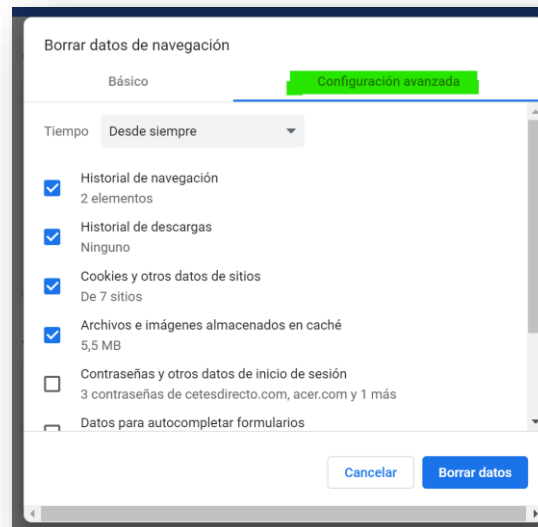 Borrar datos de navegación
Básico
Configuración avanzada
Tiempo Desde siempre
Historial de navegación
2 elementos
Historial de descargas
Ninguno
Cookies y otros datos de sitios
De 7 sitios
Archivos e imágenes almacenados en caché
5,5 MB
Contraseñas y otros datos de inicio de sesión
3 contraseñas de cetesdirecto.com, acer.com y 1 más
Datos para autocompletar formularios
Cancelar
Borrar datos